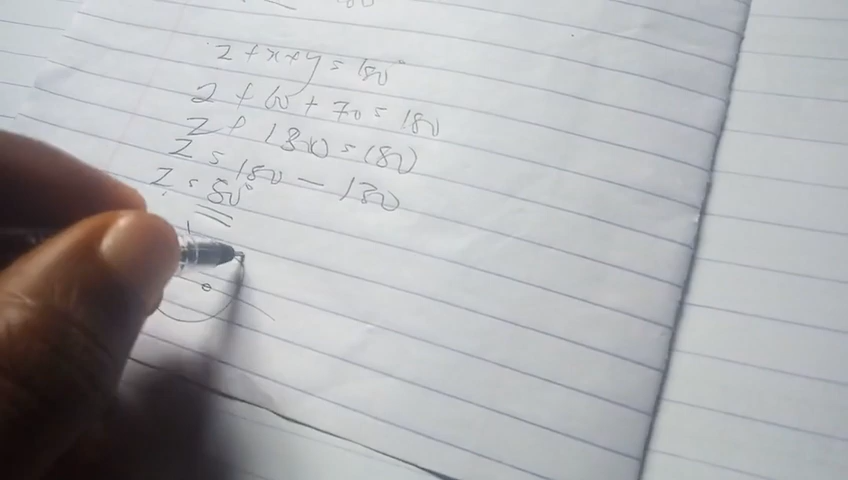 z + x + y = 180°
z + 60 + 70 = 180
z + 130 = 180
z = 180 - 130
z = 50°